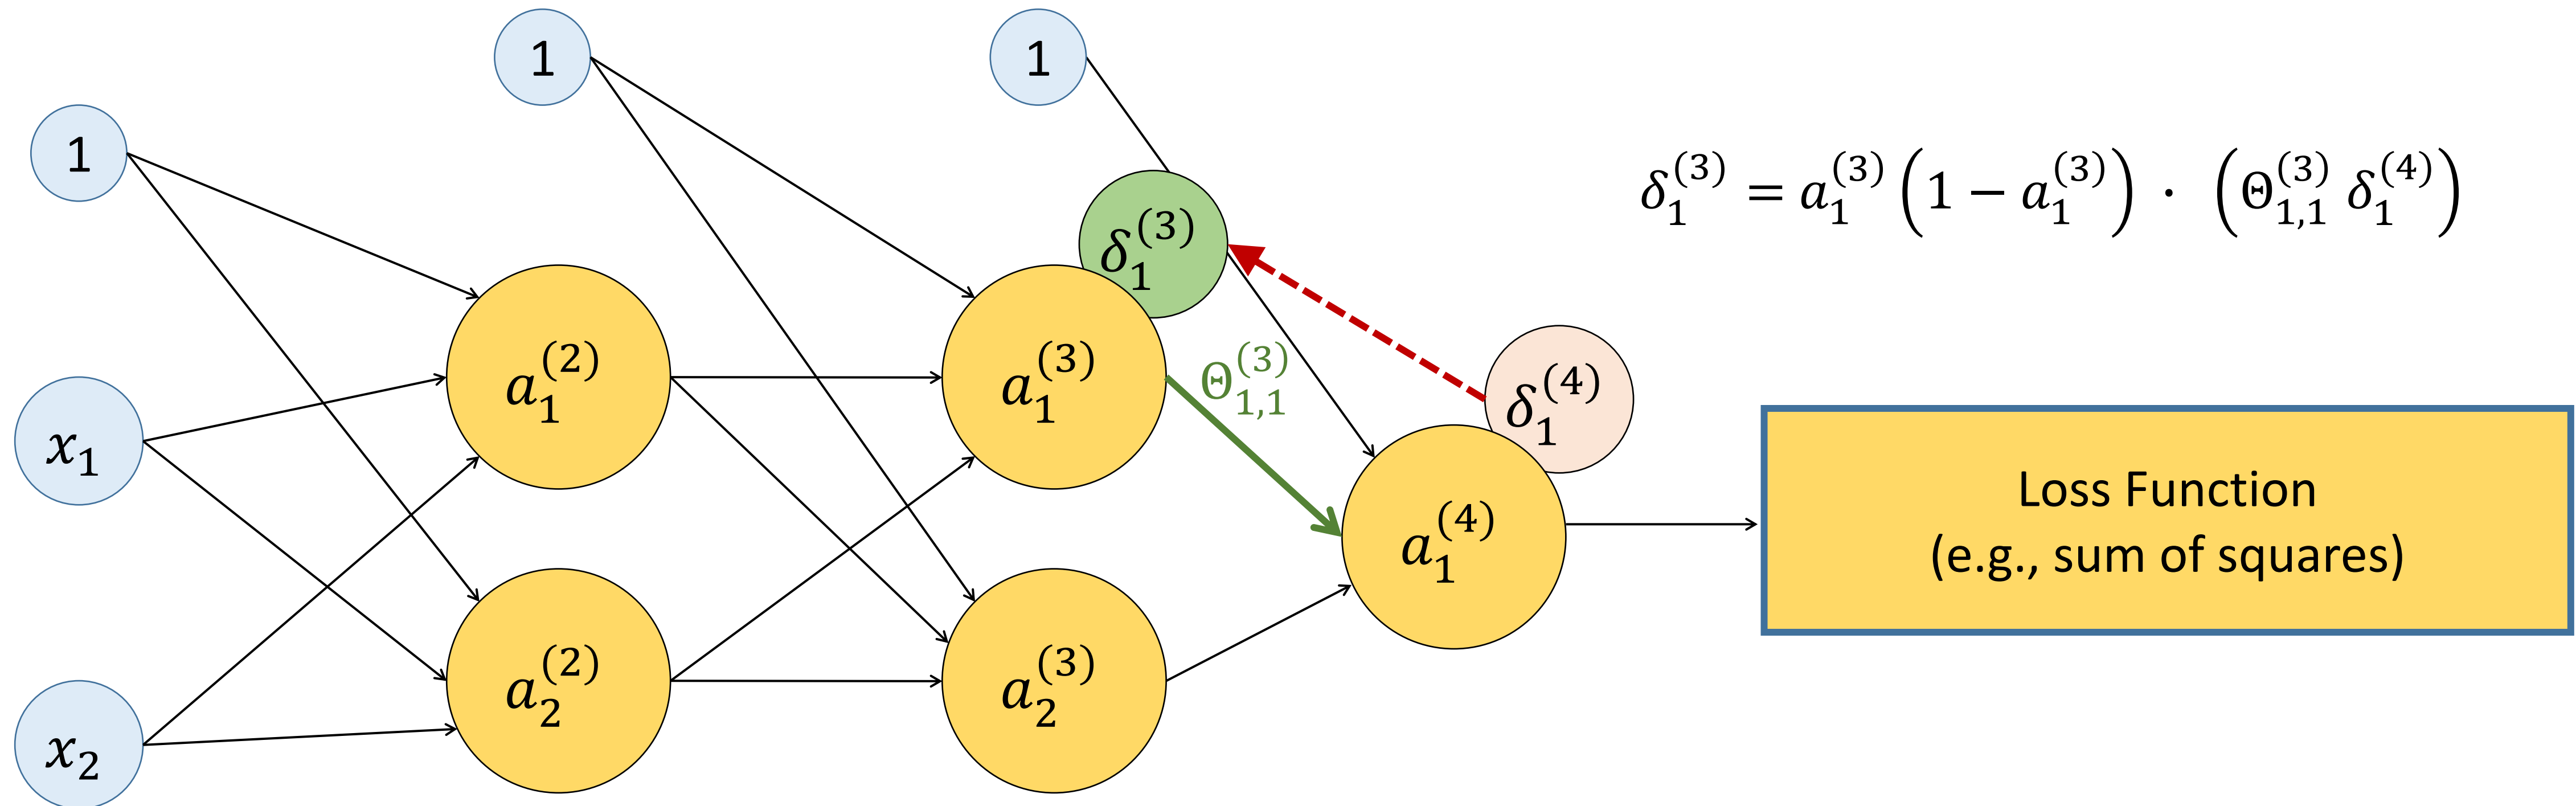 1
1
1
x₁
x₂
a₁⁽²⁾
a₂⁽²⁾
a₁⁽³⁾
a₂⁽³⁾
δ₁⁽³⁾
Θ₁,₁⁽³⁾
a₁⁽⁴⁾
δ₁⁽⁴⁾
δ₁⁽³⁾ = a₁⁽³⁾ (1 − a₁⁽³⁾) · (Θ₁,₁⁽³⁾ δ₁⁽⁴⁾)
Loss Function
(e.g., sum of squares)